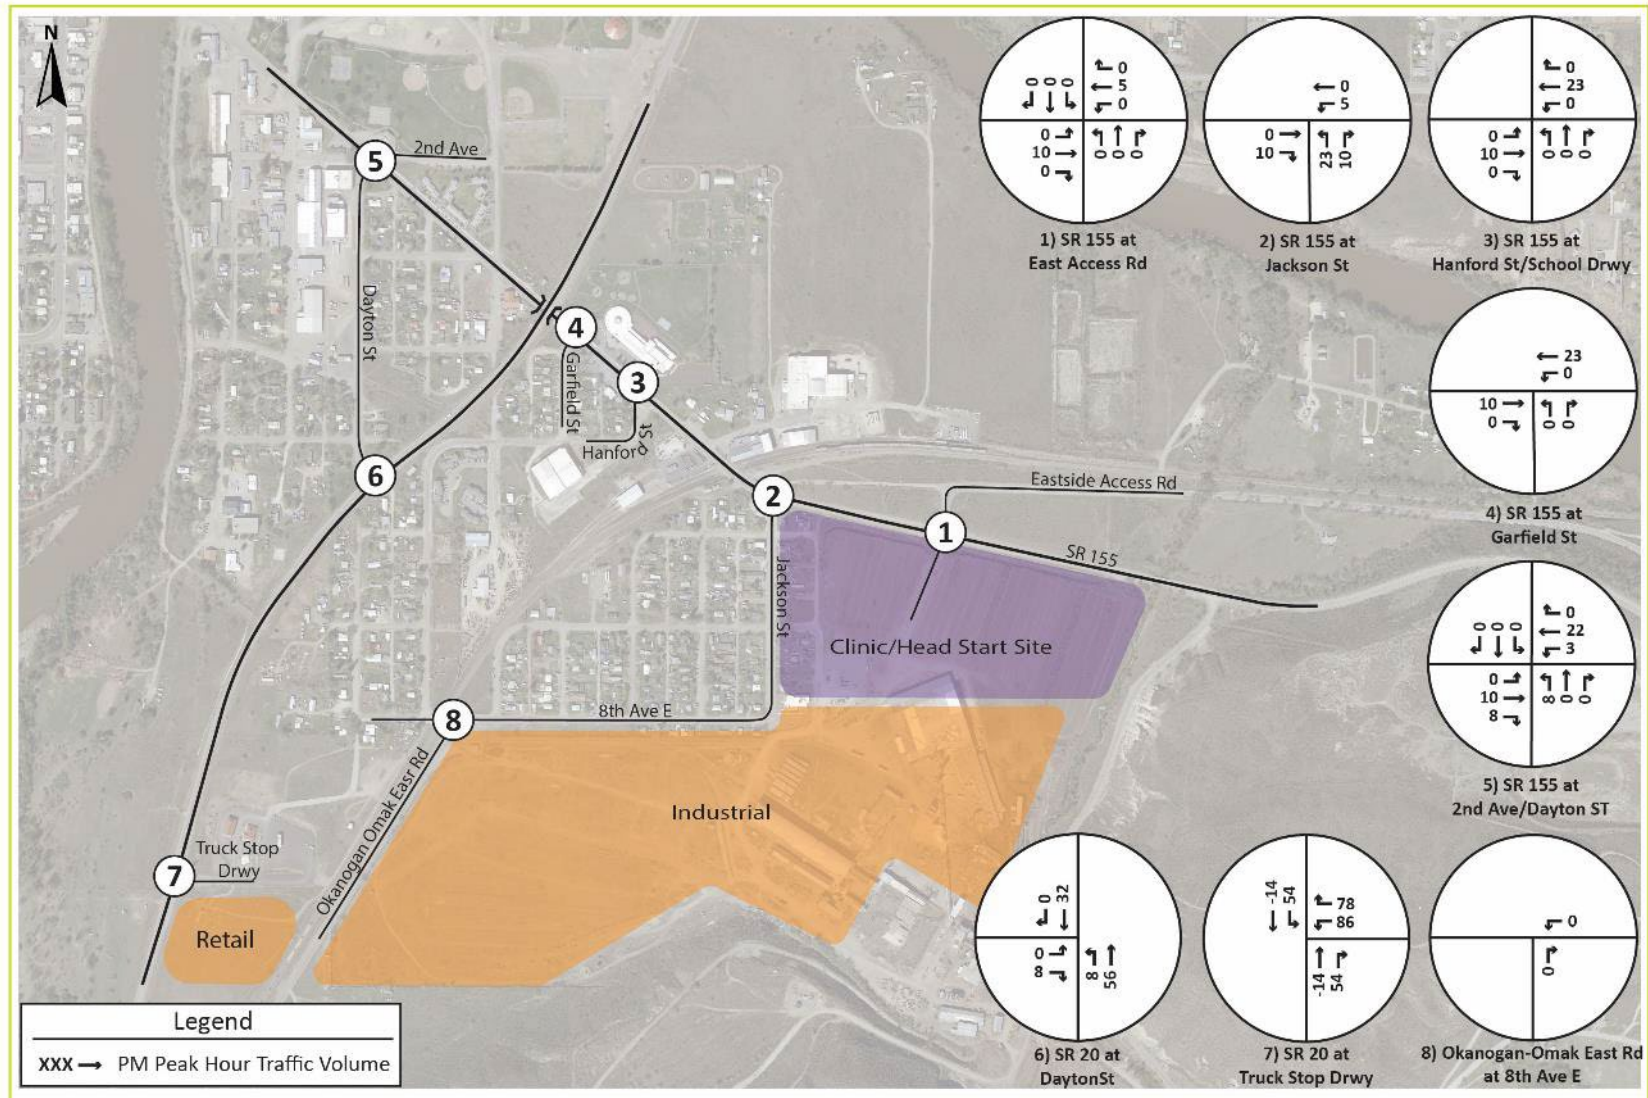 N
0 0 0
0
5
0
0
10
0
0 0 0
1) SR 155 at
East Access Rd
0
5
0
10
23 10
2) SR 155 at
Jackson St
0
23
0
0
10
0
0 0 0
3) SR 155 at
Hanford St/School Drwy
23
0
10
0
0 0
4) SR 155 at
Garfield St
0 0 0
0
22
3
0
10
8
8 0 0
5) SR 155 at
2nd Ave/Dayton ST
0 32
0
8
8 56
6) SR 20 at
DaytonSt
-14 54
78
86
-14 54
7) SR 20 at
Truck Stop Drwy
0
0
8) Okanogan-Omak East Rd
at 8th Ave E
5
2nd Ave
Dayton St
4
Garfield St
3
Hanford St
6
2
Eastside Access Rd
1
SR 155
Jackson St
Clinic/Head Start Site
8
8th Ave E
Okanogan Omak Easr Rd
Industrial
7
Truck Stop
Drwy
Retail
Legend
XXX → PM Peak Hour Traffic Volume